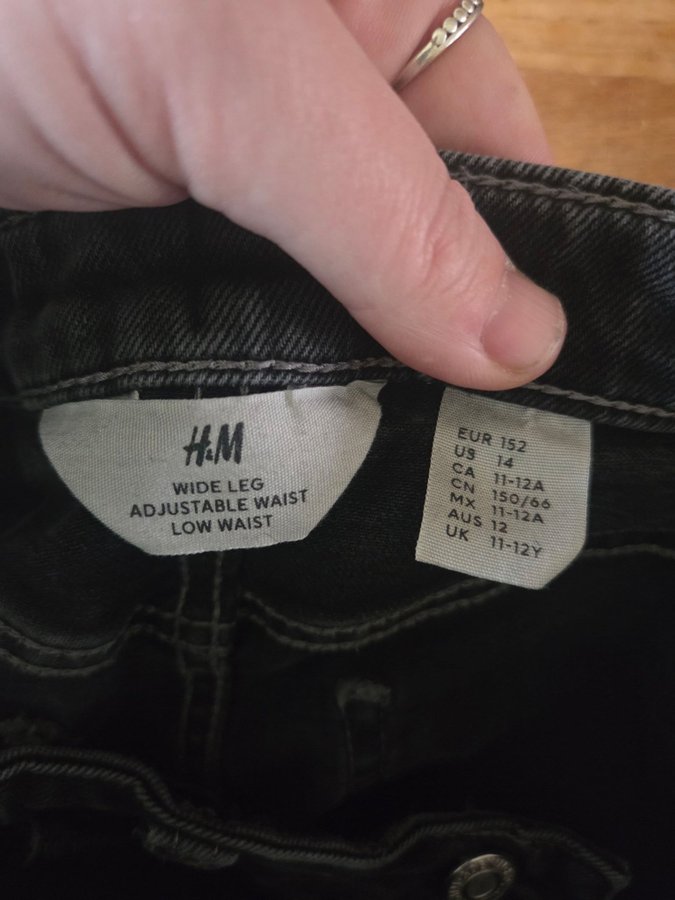 H&M
WIDE LEG
ADJUSTABLE WAIST
LOW WAIST
EUR 152
US 14
CA 11-12A
CN 150/66
MX 11-12A
AUS 12
UK 11-12Y